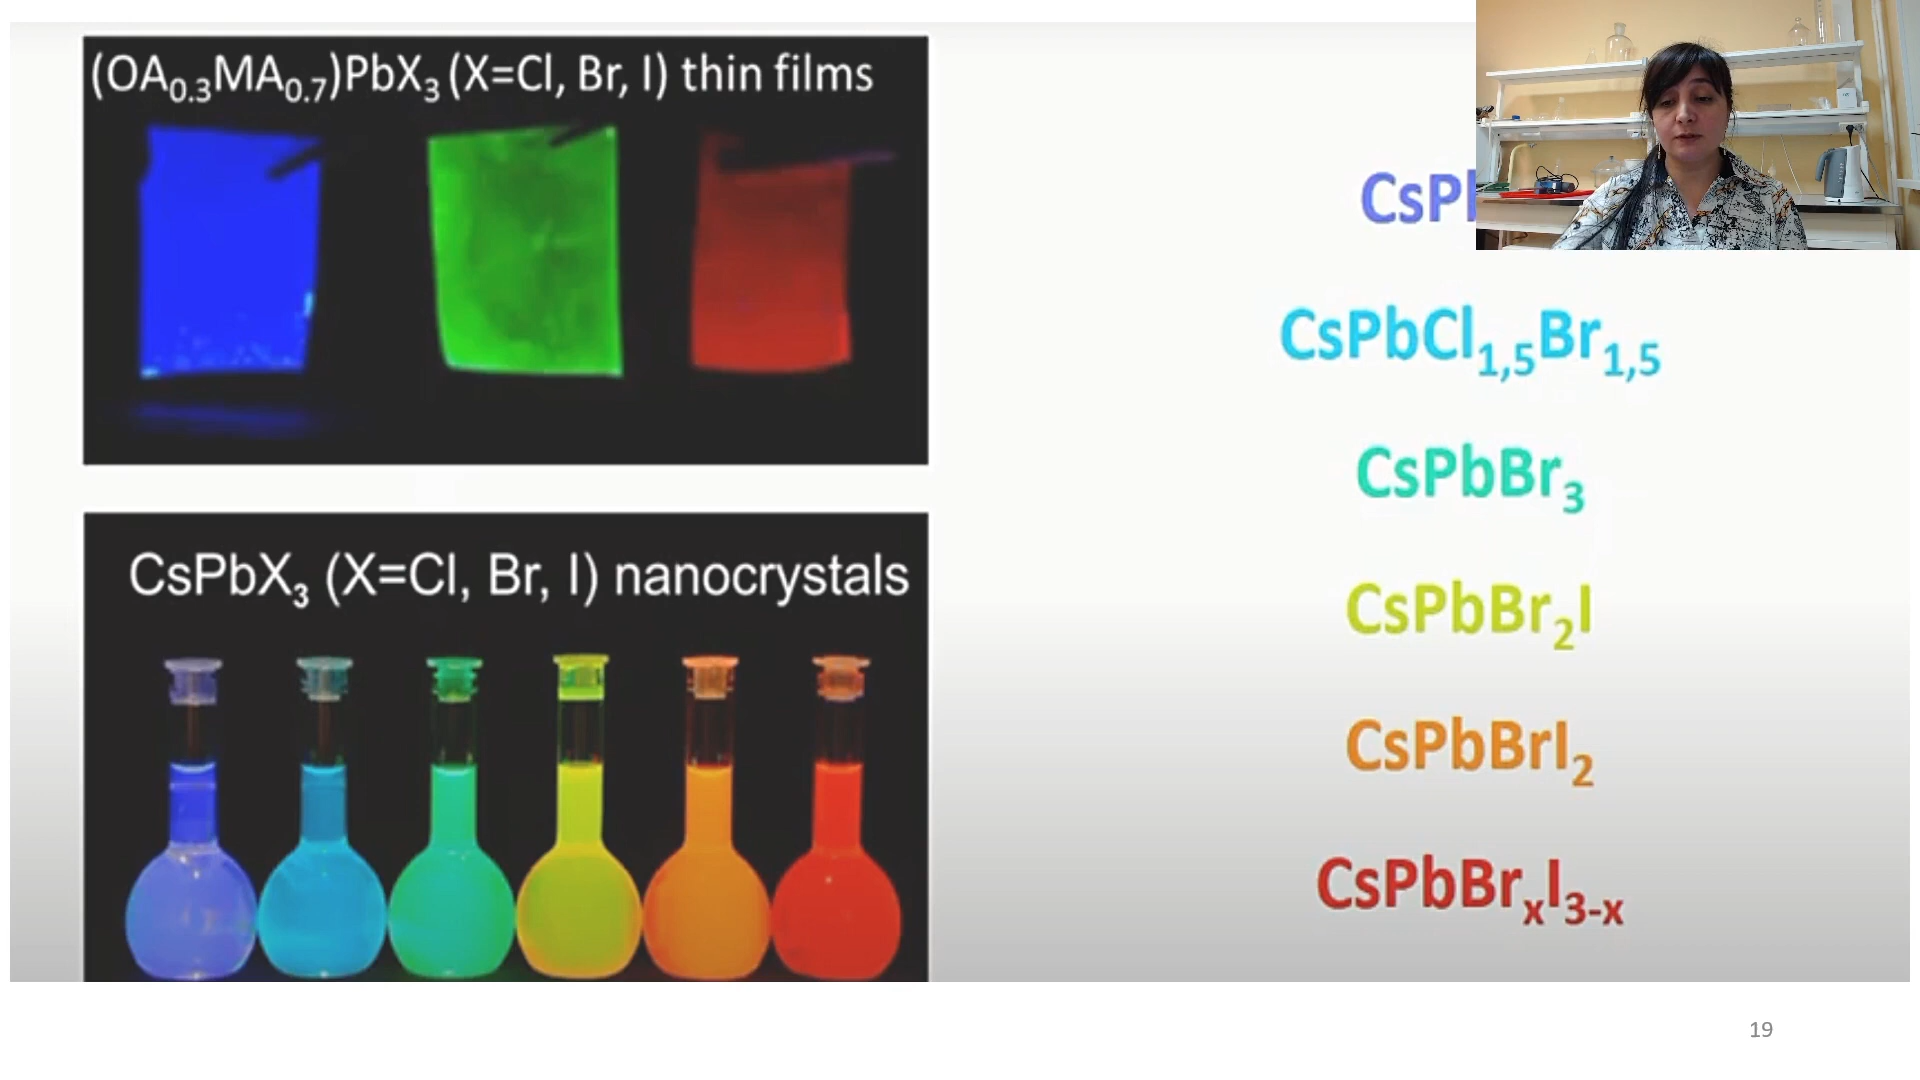 (OA₀.₃MA₀.₇)PbX₃ (X=Cl, Br, I) thin films
CsPbX₃ (X=Cl, Br, I) nanocrystals
CsPbCl₁,₅Br₁,₅
CsPbBr₃
CsPbBr₂I
CsPbBrI₂
CsPbBrₓI₃₋ₓ
19